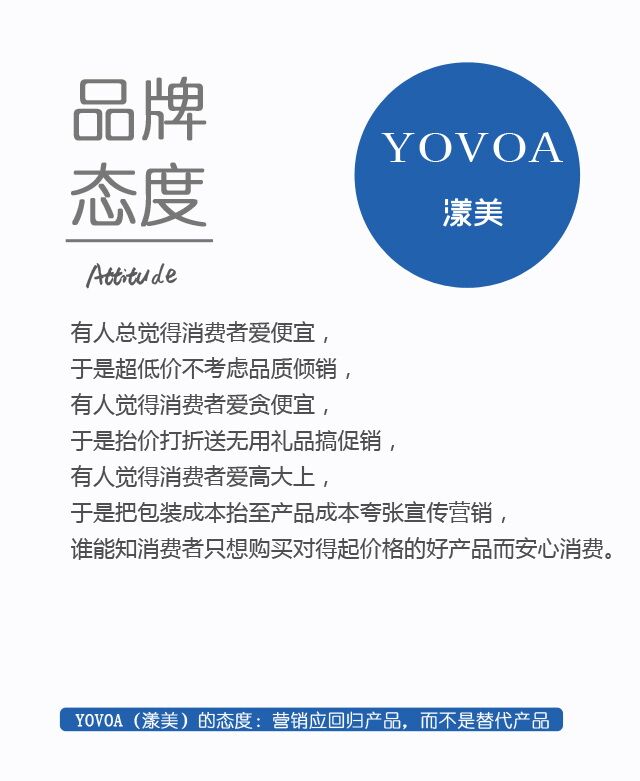 品牌
态度
Attitude
YOVOA
漾美
有人总觉得消费者爱便宜，
于是超低价不考虑品质倾销，
有人觉得消费者爱贪便宜，
于是抬价打折送无用礼品搞促销，
有人觉得消费者爱高大上，
于是把包装成本抬至产品成本夸张宣传营销，
谁能知消费者只想购买对得起价格的好产品而安心消费。
YOVOA（漾美）的态度：营销应回归产品，而不是替代产品